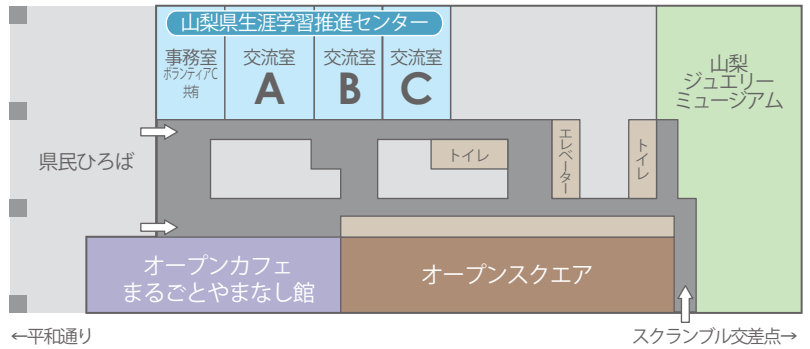 山梨県生涯学習推進センター
事務室
ボランティアC
共有
交流室
A
交流室
B
交流室
C
山梨
ジュエリー
ミュージアム
県民ひろば
トイレ
エレベーター
トイレ
オープンカフェ
まるごとやまなし館
オープンスクエア
←平和通り
スクランブル交差点→